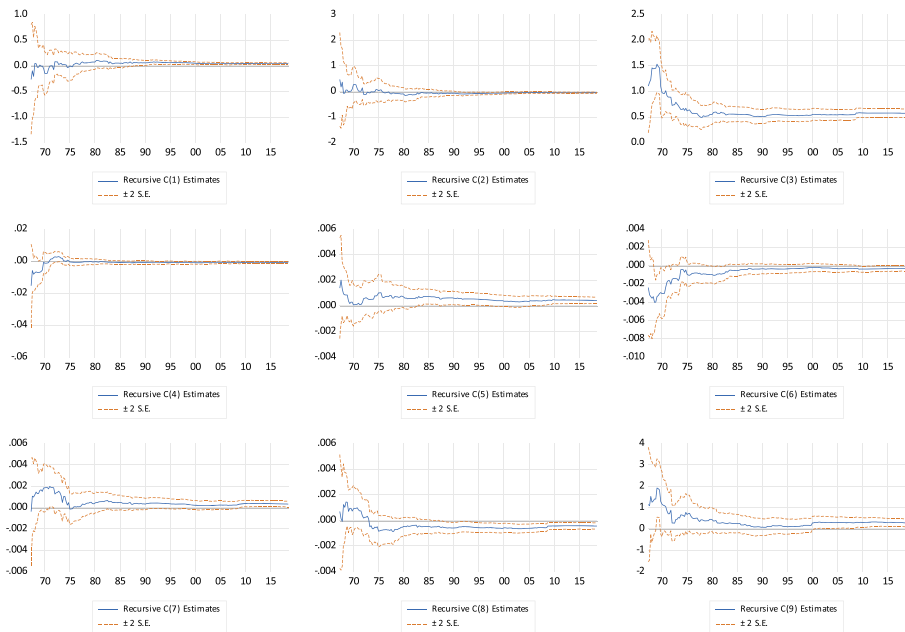 1.0
0.5
0.0
-0.5
-1.0
-1.5
70 75 80 85 90 95 00 05 10 15
Recursive C(1) Estimates
± 2 S.E.
3
2
1
0
-1
-2
70 75 80 85 90 95 00 05 10 15
Recursive C(2) Estimates
± 2 S.E.
2.5
2.0
1.5
1.0
0.5
0.0
70 75 80 85 90 95 00 05 10 15
Recursive C(3) Estimates
± 2 S.E.
.02
.00
-.02
-.04
-.06
70 75 80 85 90 95 00 05 10 15
Recursive C(4) Estimates
± 2 S.E.
.006
.004
.002
.000
-.002
-.004
70 75 80 85 90 95 00 05 10 15
Recursive C(5) Estimates
± 2 S.E.
.004
.002
.000
-.002
-.004
-.006
-.008
-.010
70 75 80 85 90 95 00 05 10 15
Recursive C(6) Estimates
± 2 S.E.
.006
.004
.002
.000
-.002
-.004
-.006
70 75 80 85 90 95 00 05 10 15
Recursive C(7) Estimates
± 2 S.E.
.006
.004
.002
.000
-.002
-.004
70 75 80 85 90 95 00 05 10 15
Recursive C(8) Estimates
± 2 S.E.
4
3
2
1
0
-1
-2
70 75 80 85 90 95 00 05 10 15
Recursive C(9) Estimates
± 2 S.E.